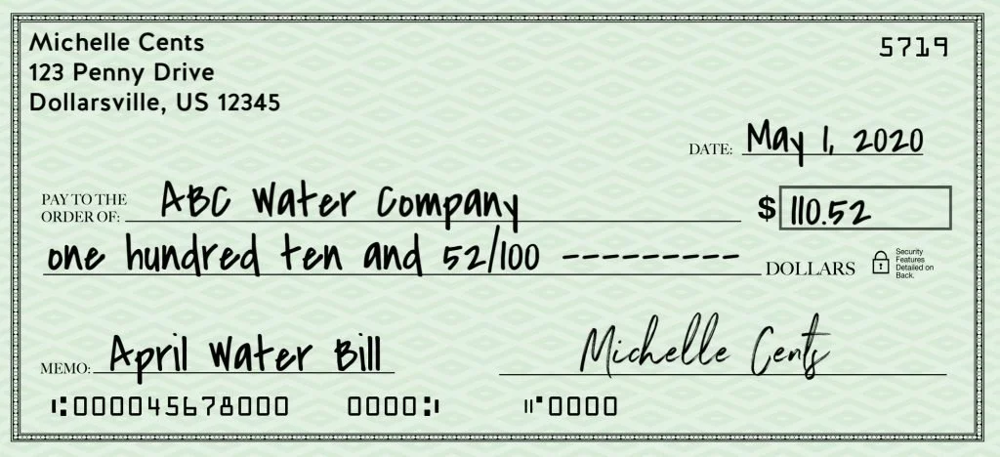 Michelle Cents
5719
123 Penny Drive
Dollarsville, US 12345
DATE: May 1, 2020
PAY TO THE
ORDER OF: ABC Water Company $ 110.52
one hundred ten and 52/100 --------- DOLLARS
Security
Features
Detailed on
Back.
MEMO: April Water Bill
Michelle Cents
⑆000045678000 0000⑆ ⑈0000